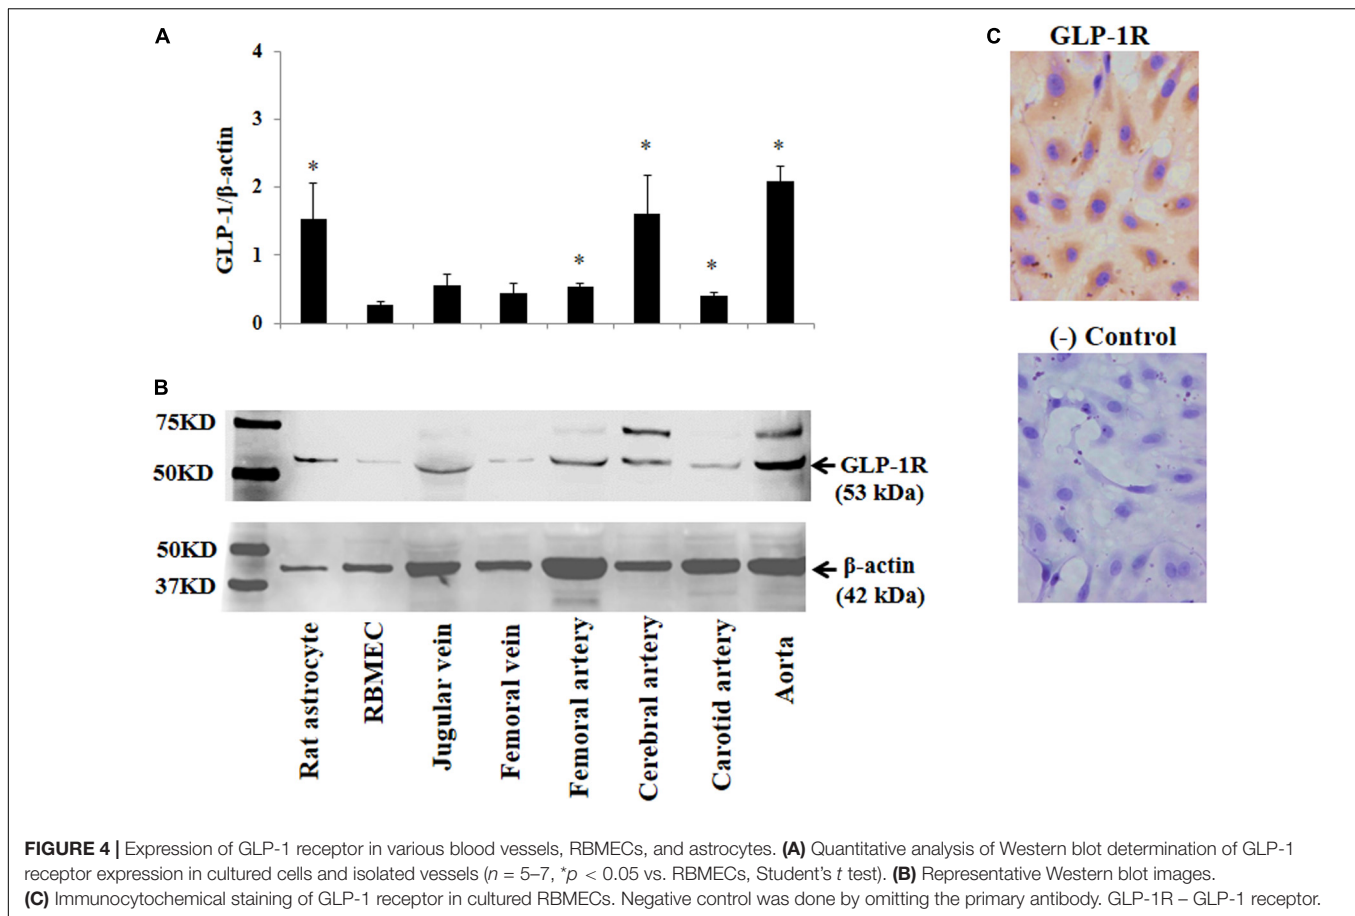 A
4
3
2
1
0
GLP-1/β-actin
* * * * *
B
75KD
50KD
GLP-1R
(53 kDa)
50KD
37KD
β-actin
(42 kDa)
Rat astrocyte
RBMEC
Jugular vein
Femoral vein
Femoral artery
Cerebral artery
Carotid artery
Aorta
C
GLP-1R
(-) Control
FIGURE 4 | Expression of GLP-1 receptor in various blood vessels, RBMECs, and astrocytes. (A) Quantitative analysis of Western blot determination of GLP-1
receptor expression in cultured cells and isolated vessels (n = 5–7, *p < 0.05 vs. RBMECs, Student's t test). (B) Representative Western blot images.
(C) Immunocytochemical staining of GLP-1 receptor in cultured RBMECs. Negative control was done by omitting the primary antibody. GLP-1R – GLP-1 receptor.